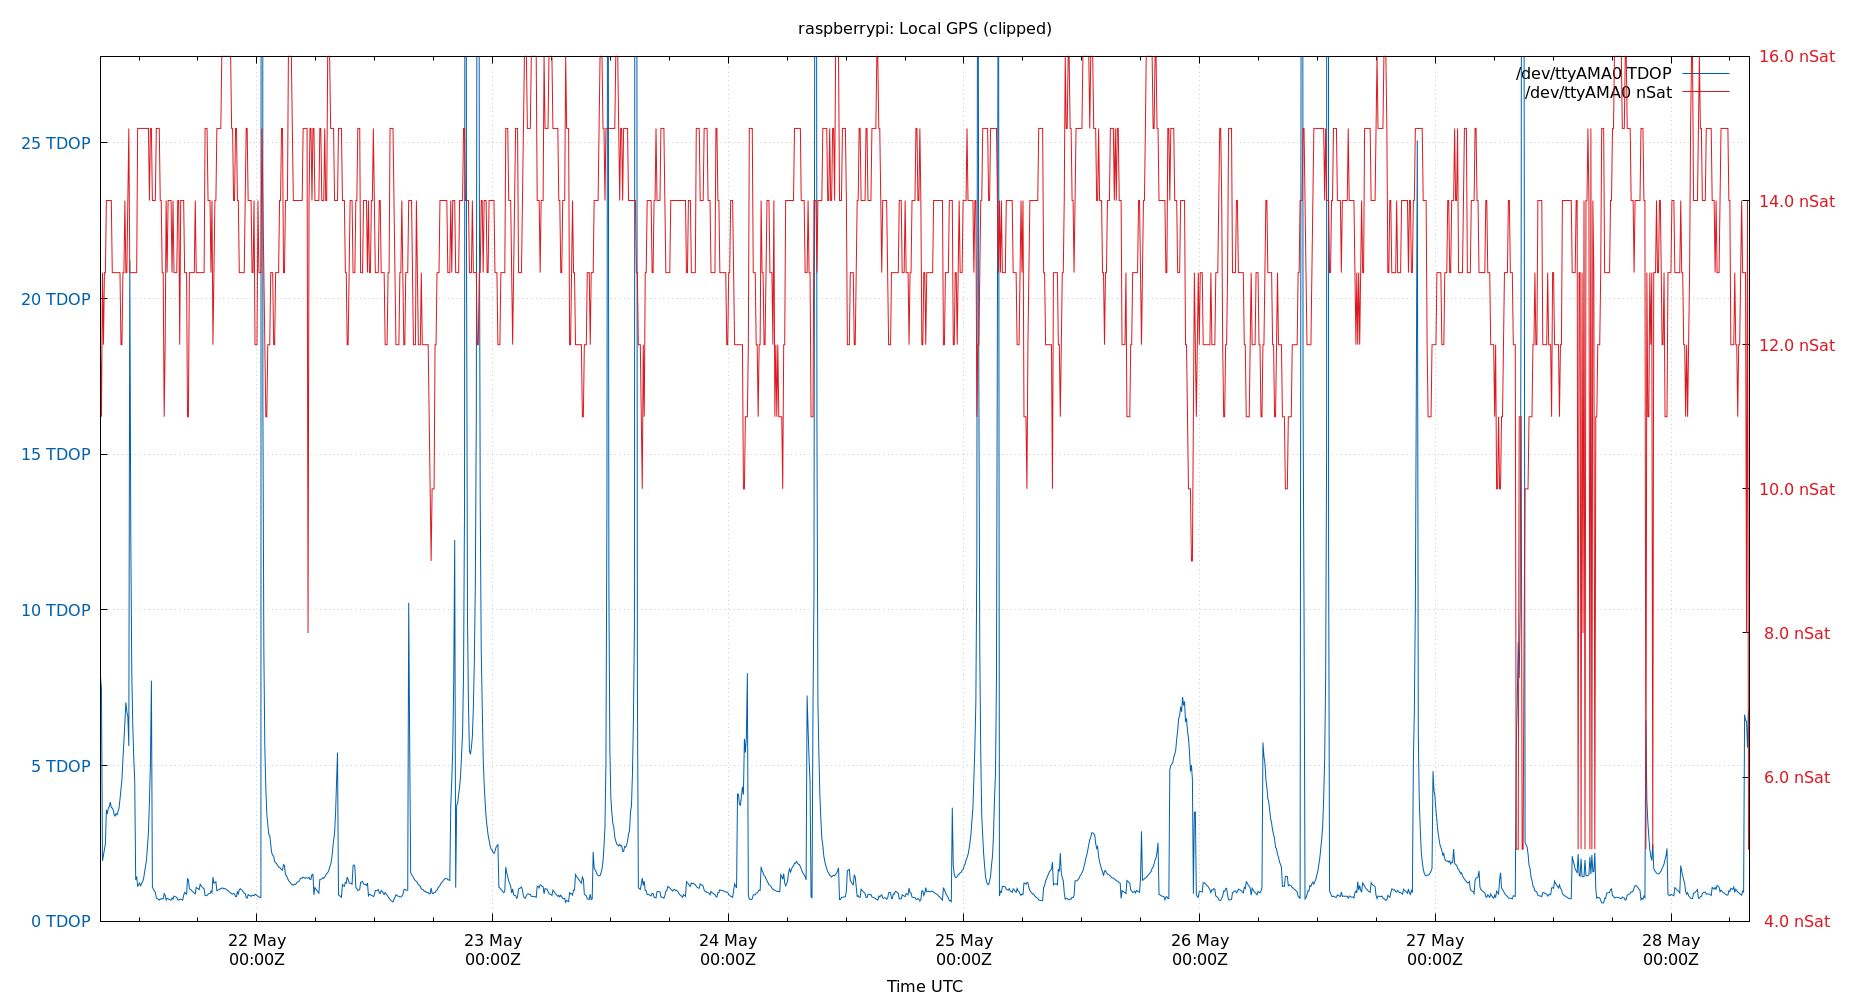 raspberrypi: Local GPS (clipped)
/dev/ttyAMA0 TDOP
/dev/ttyAMA0 nSat
25 TDOP
20 TDOP
15 TDOP
10 TDOP
5 TDOP
0 TDOP
16.0 nSat
14.0 nSat
12.0 nSat
10.0 nSat
8.0 nSat
6.0 nSat
4.0 nSat
22 May
00:00Z
23 May
00:00Z
24 May
00:00Z
25 May
00:00Z
26 May
00:00Z
27 May
00:00Z
28 May
00:00Z
Time UTC